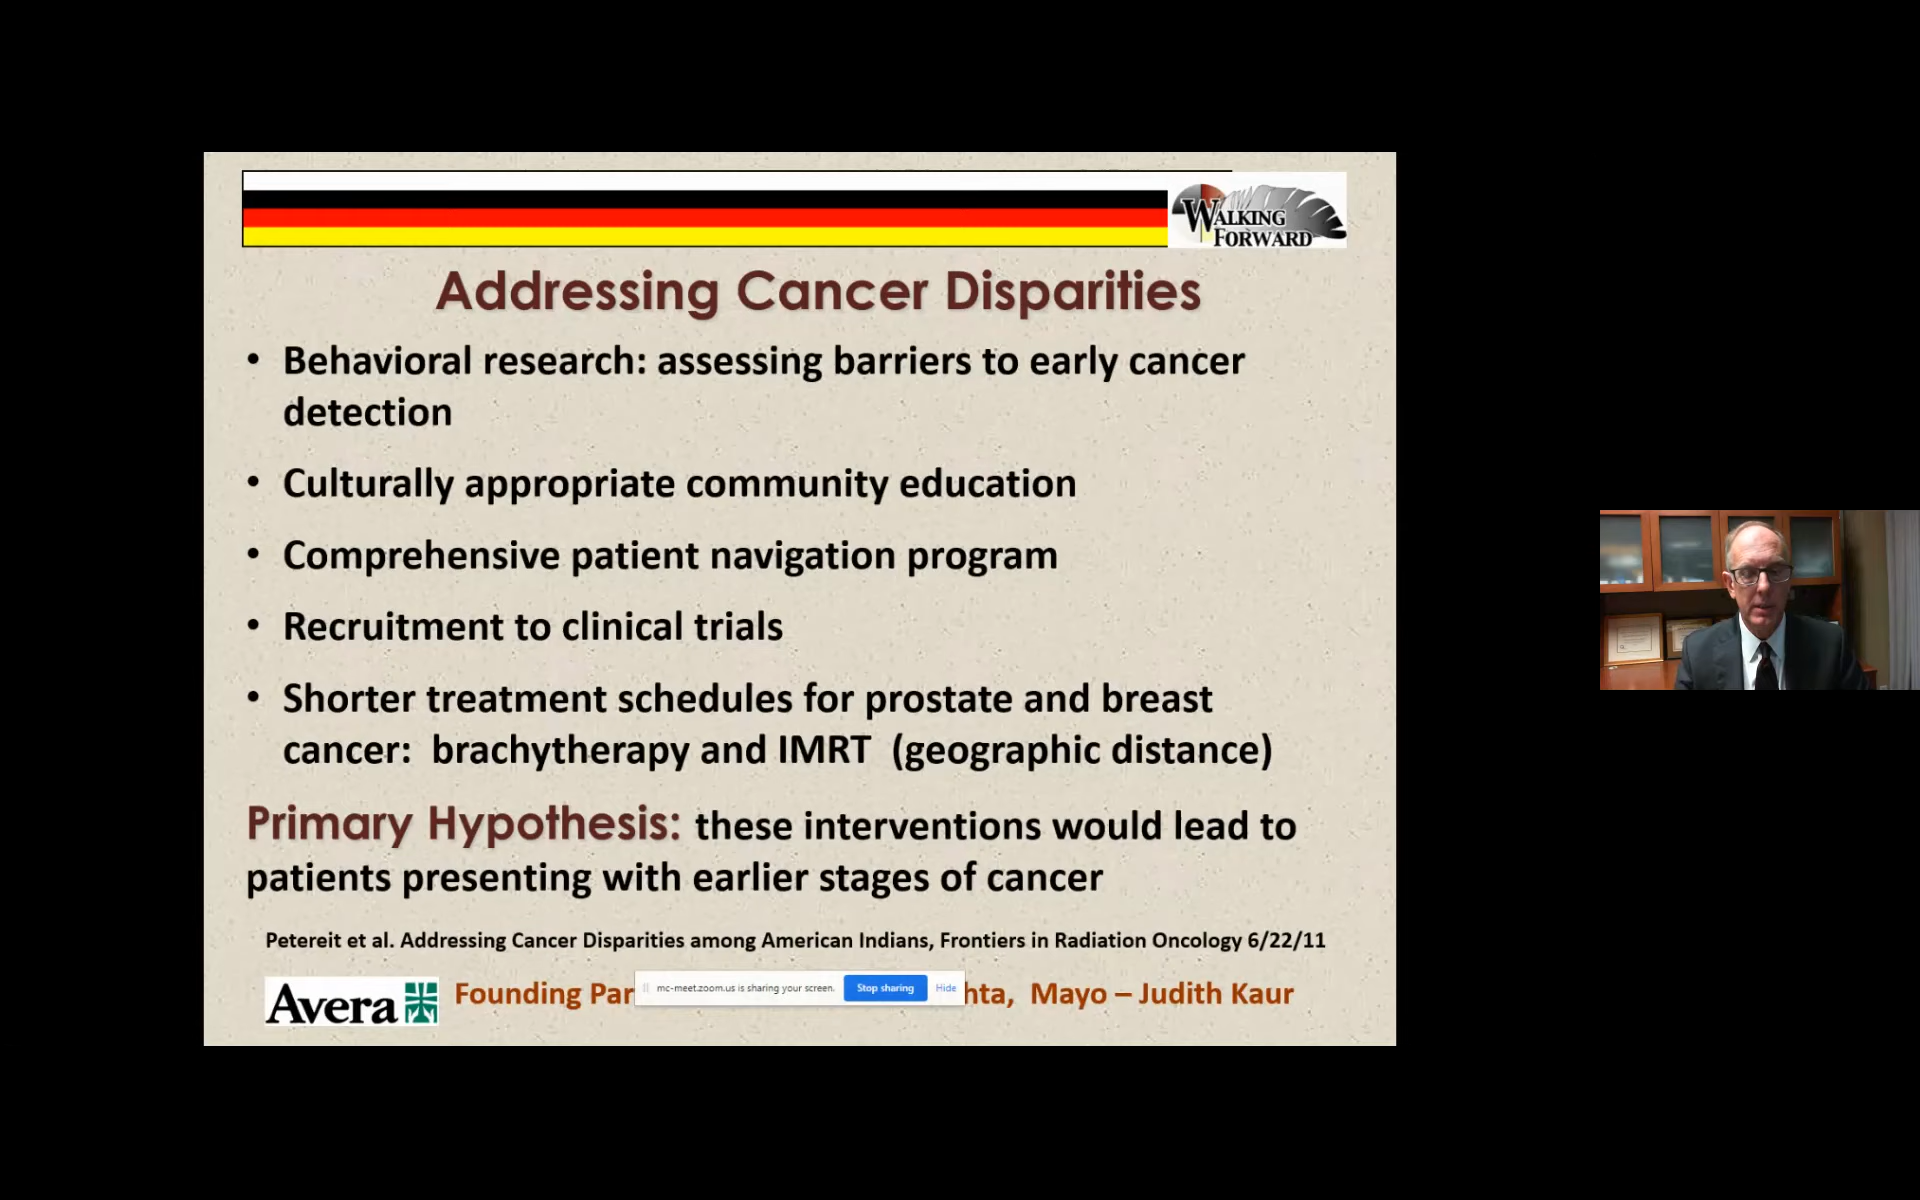 WALKING
FORWARD
Addressing Cancer Disparities
• Behavioral research: assessing barriers to early cancer
detection
• Culturally appropriate community education
• Comprehensive patient navigation program
• Recruitment to clinical trials
• Shorter treatment schedules for prostate and breast
cancer: brachytherapy and IMRT (geographic distance)
Primary Hypothesis: these interventions would lead to
patients presenting with earlier stages of cancer
Petereit et al. Addressing Cancer Disparities among American Indians, Frontiers in Radiation Oncology 6/22/11
Avera Founding Par mc-meet.zoom.us is sharing your screen. Stop sharing Hide hta, Mayo – Judith Kaur